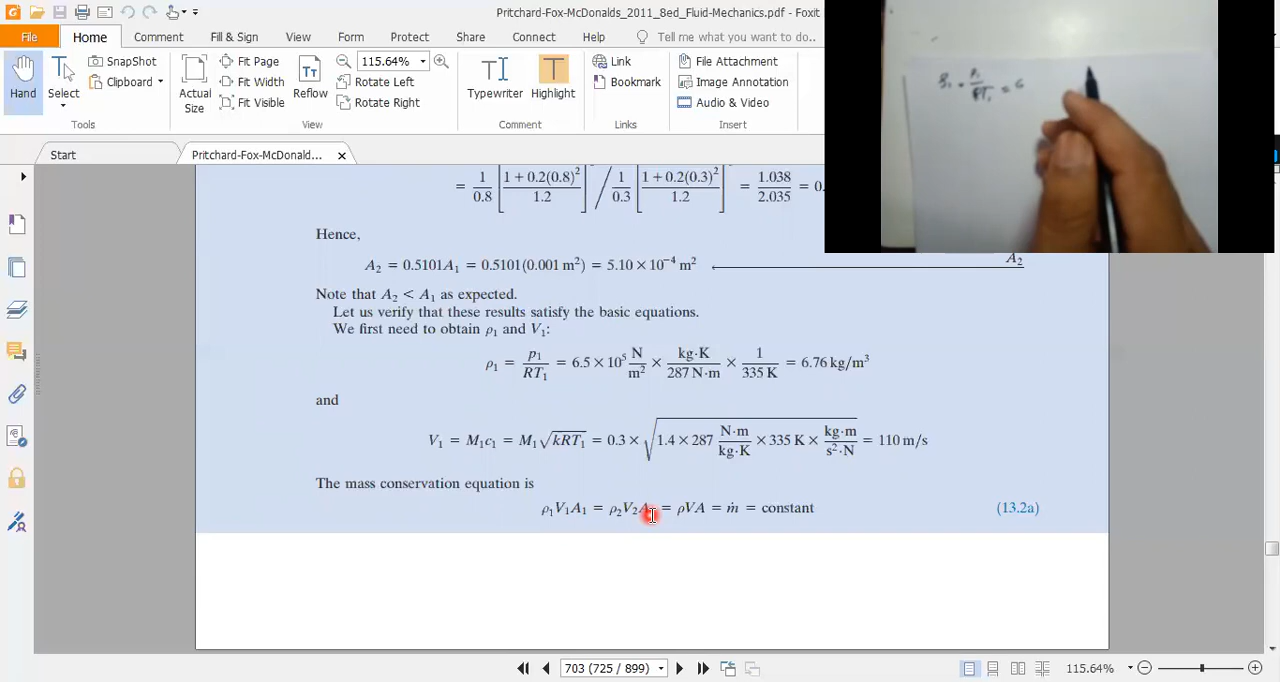 Pritchard-Fox-McDonalds_2011_8ed_Fluid-Mechanics.pdf - Foxit
File Home Comment Fill & Sign View Form Protect Share Connect Help Tell me what you want to do...
Hand Select SnapShot Clipboard Actual Size Fit Page Fit Width Fit Visible Reflow 115.64% Rotate Left Rotate Right Typewriter Highlight Link Bookmark File Attachment Image Annotation Audio & Video
Tools View Comment Links Insert
Start Pritchard-Fox-McDonald...
= 1/0.8 [1 + 0.2(0.8)²/1.2] / 1/0.3 [1 + 0.2(0.3)²/1.2] = 1.038/2.035 = 0.
Hence,
A₂ = 0.5101A₁ = 0.5101(0.001 m²) = 5.10 × 10⁻⁴ m² A₂
Note that A₂ < A₁ as expected.
Let us verify that these results satisfy the basic equations.
We first need to obtain ρ₁ and V₁:
ρ₁ = p₁/RT₁ = 6.5 × 10⁵ N/m² × kg·K/287 N·m × 1/335 K = 6.76 kg/m³
and
V₁ = M₁c₁ = M₁√kRT₁ = 0.3 × √1.4 × 287 N·m/kg·K × 335 K × kg·m/s²·N = 110 m/s
The mass conservation equation is
ρ₁V₁A₁ = ρ₂V₂A = ρVA = ṁ = constant (13.2a)
703 (725 / 899) 115.64%